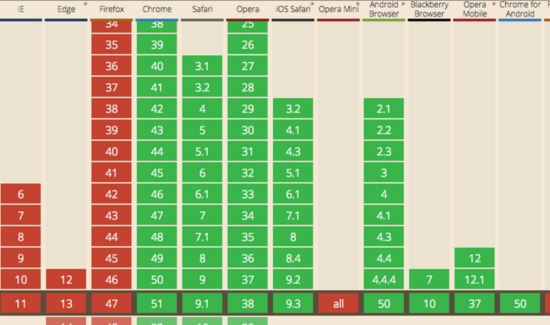 IE Edge * Firefox Chrome Safari Opera iOS Safari * Opera Mini * Android Browser * Blackberry Browser Opera Mobile * Chrome for Android
34 38 25
35 39 26
36 40 3.1 27
37 41 3.2 28
38 42 4 29 3.2 2.1
39 43 5 30 4.1 2.2
40 44 5.1 31 4.3 2.3
41 45 6 32 5.1 3
6 42 46 6.1 33 6.1 4
7 43 47 7 34 7.1 4.1
8 44 48 7.1 35 8 4.3
9 45 49 8 36 8.4 4.4 12
10 12 46 50 9 37 9.2 4.4.4 7 12.1
11 13 47 51 9.1 38 9.3 all 50 10 37 50